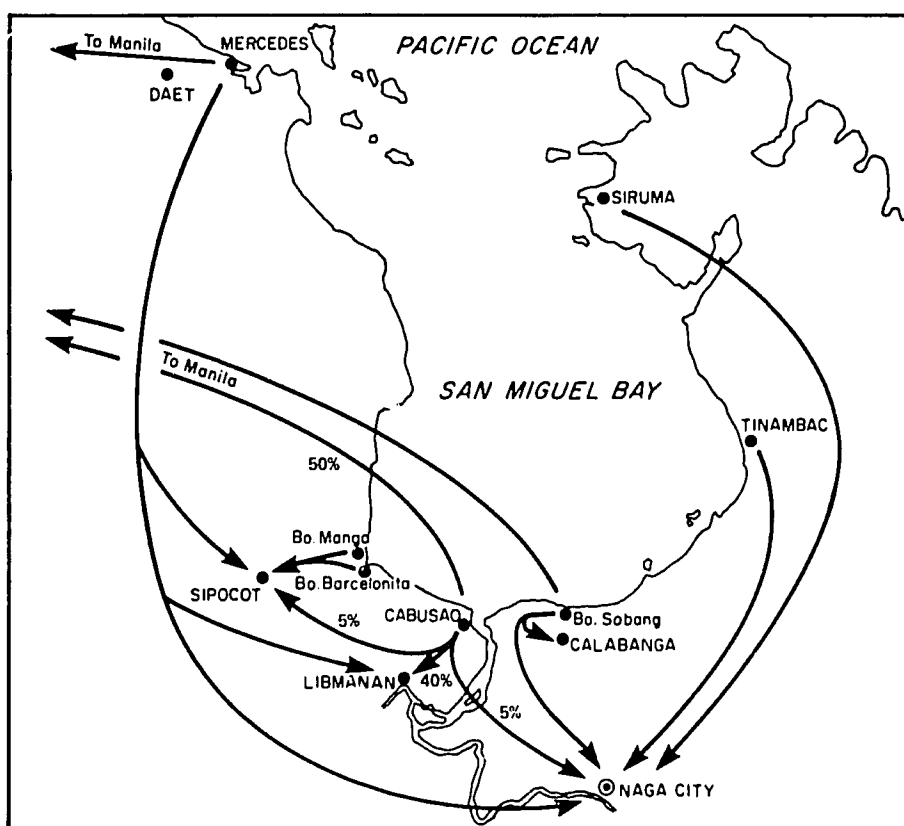 To Manila
MERCEDES
PACIFIC OCEAN
DAET
SIRUMA
To Manila
SAN MIGUEL BAY
TINAMBAC
50%
Bo. Manga
Bo. Barcelonita
SIPOCOT
5%
CABUSAO
Bo. Sobang
CALABANGA
LIBMANAN
40%
5%
NAGA CITY